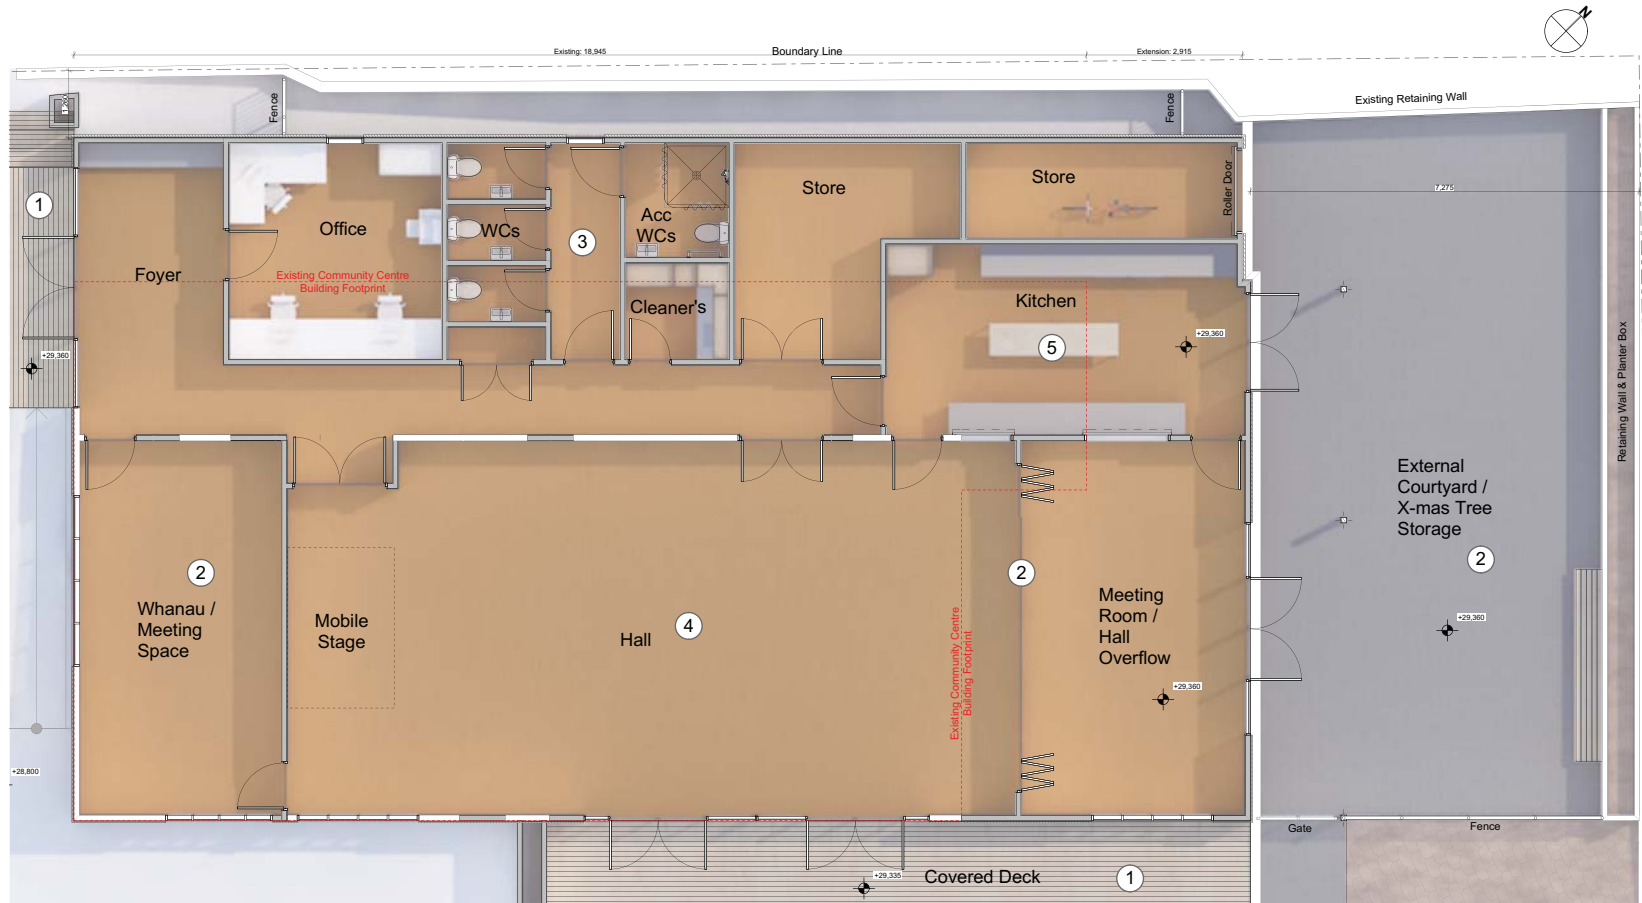 N
Existing: 18,945
Boundary Line
Extension: 2,915
Existing Retaining Wall
Fence
Fence
1,200
1
Foyer
Office
Existing Community Centre
Building Footprint
WCs
3
Acc
WCs
Cleaner's
Store
Store
Roller Door
7,275
Kitchen
5
+29,360
+29,360
Retaining Wall & Planter Box
External
Courtyard /
X-mas Tree
Storage
2
+29,360
2
Whanau /
Meeting
Space
Mobile
Stage
Hall
4
Existing Community Centre
Building Footprint
2
Meeting
Room /
Hall
Overflow
+29,360
+28,800
Gate
Fence
+29,335
Covered Deck
1